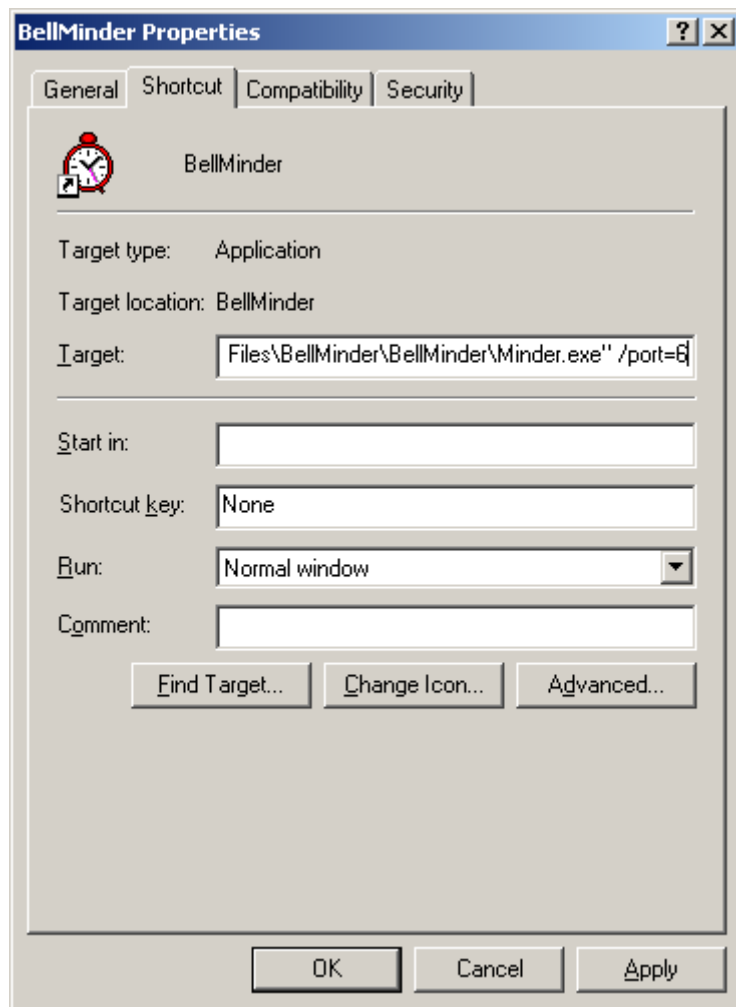 BellMinder Properties
General Shortcut Compatibility Security
BellMinder
Target type: Application
Target location: BellMinder
Target: Files\BellMinder\BellMinder\Minder.exe" /port=6
Start in:
Shortcut key: None
Run: Normal window
Comment:
Find Target... Change Icon... Advanced...
OK Cancel Apply